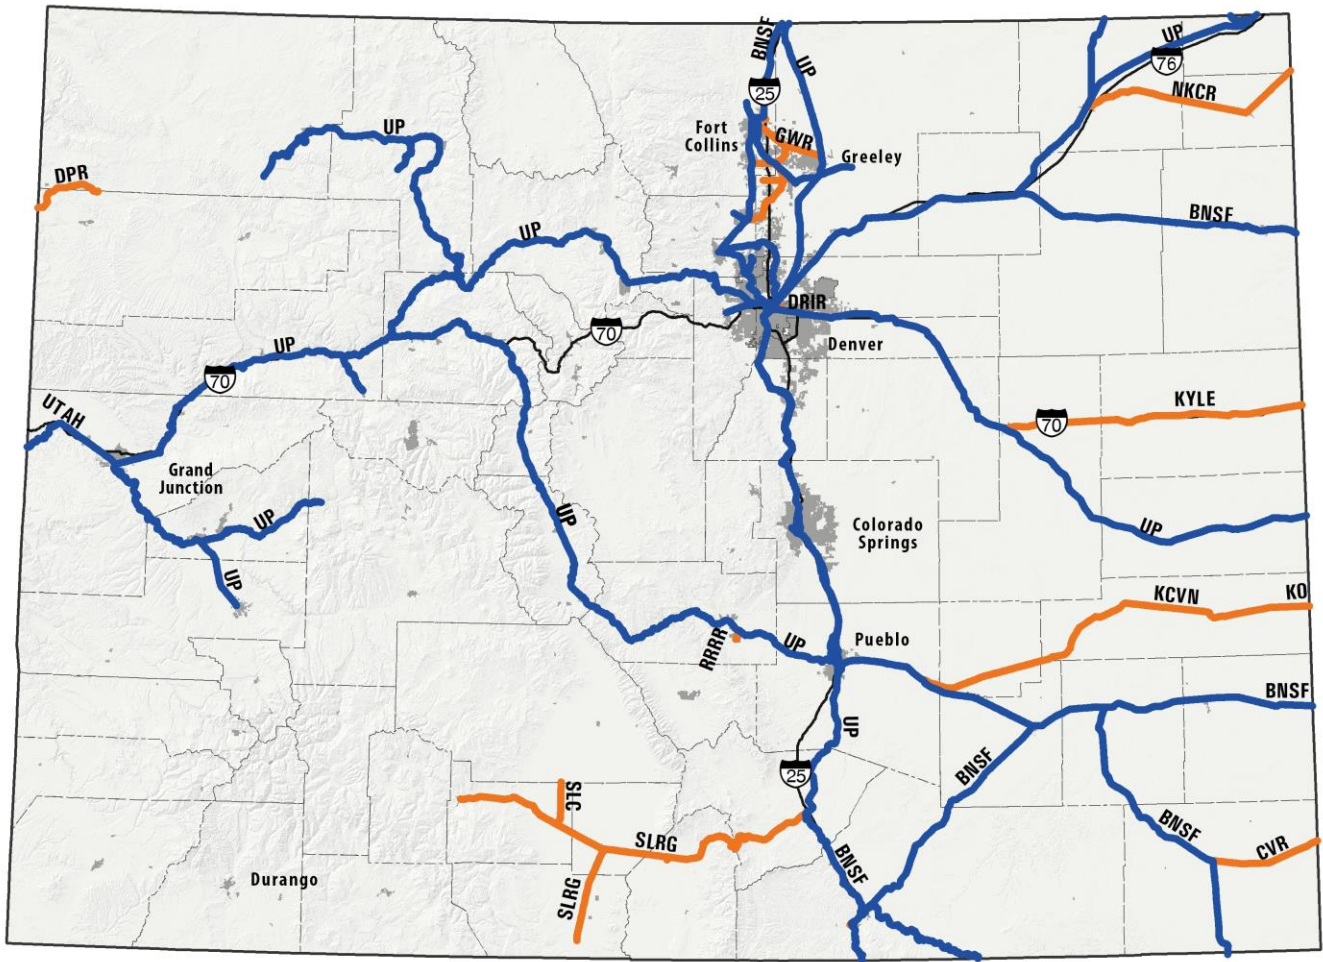 BNSF
UP
UP
76
25
NKCR
UP
Fort
Collins
GWR
Greeley
DPR
BNSF
UP
DRIR
70
Denver
UP
70
KYLE
UTAH
70
Grand
Junction
UP
UP
Colorado
Springs
UP
UP
KCVN
KO
RRRR
UP
Pueblo
BNSF
UP
BNSF
25
SLC
BNSF
SLRG
CVR
BNSF
Durango
SLRG